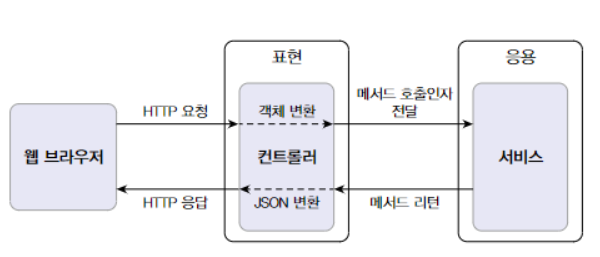 표현
응용
HTTP 요청
객체 변환
메서드 호출인자
전달
웹 브라우저
컨트롤러
서비스
HTTP 응답
JSON 변환
메서드 리턴